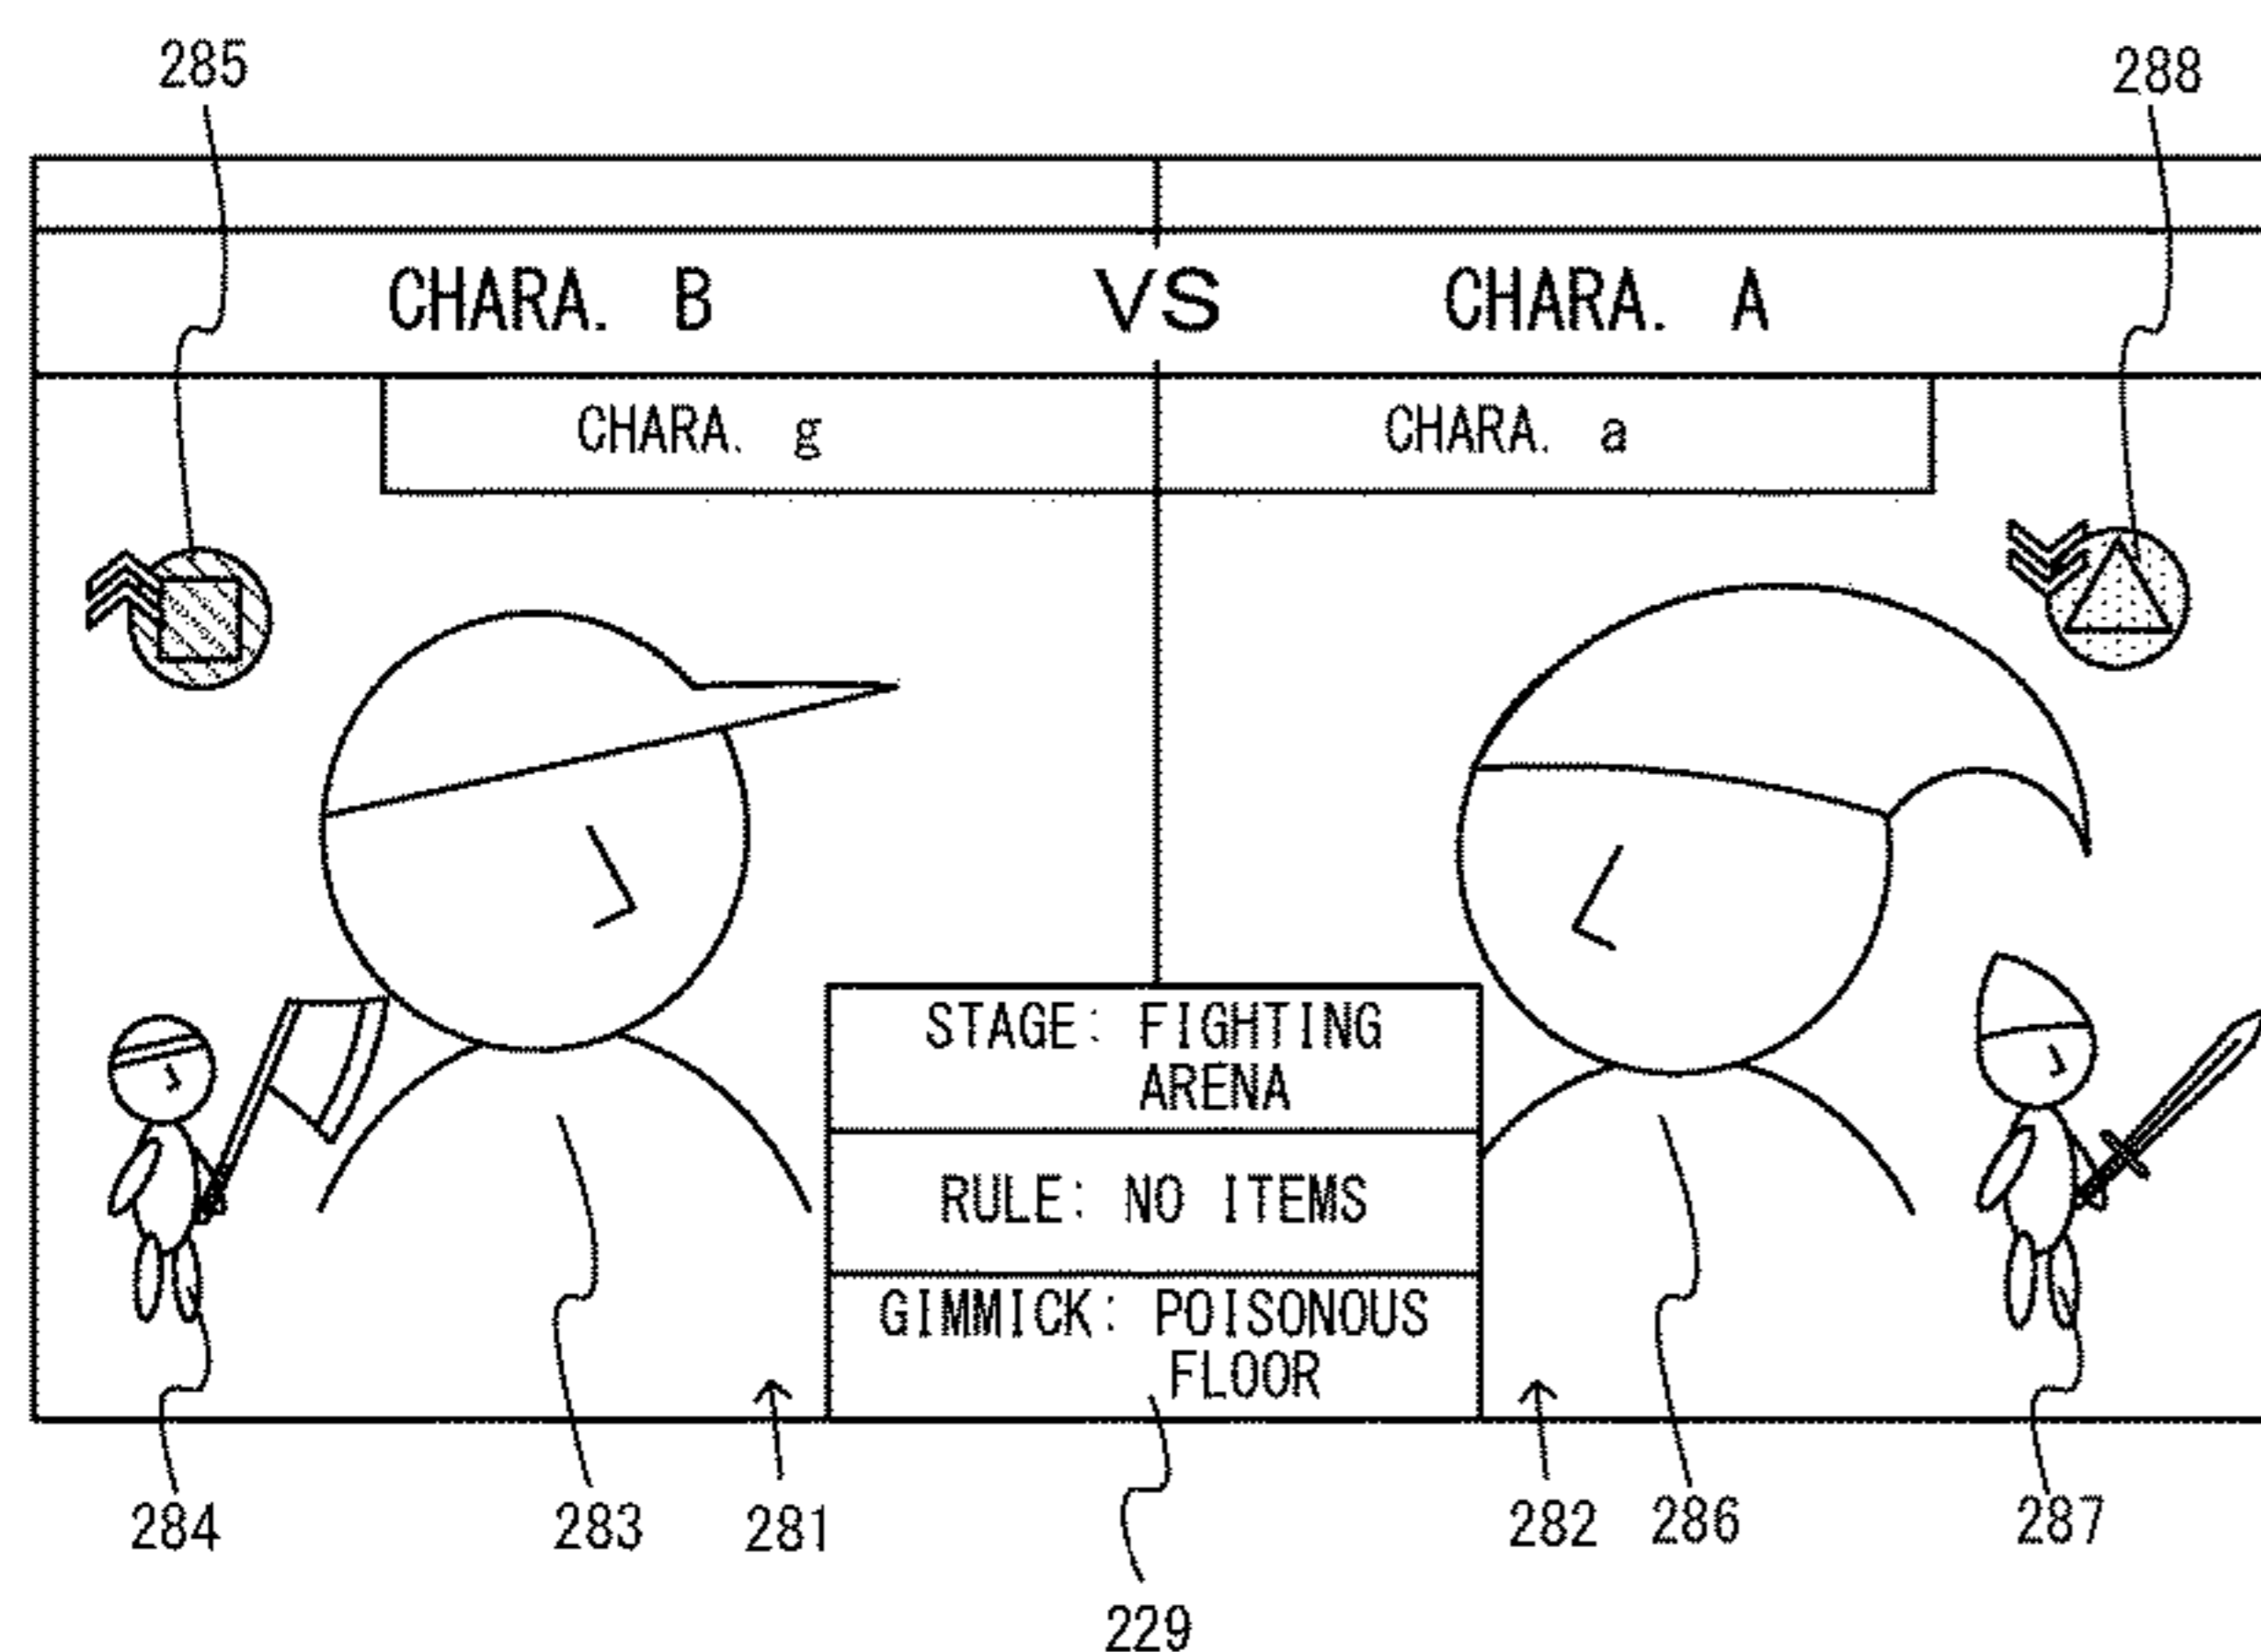 285
288
CHARA. B VS CHARA. A
CHARA. g
CHARA. a
STAGE: FIGHTING
ARENA
RULE: NO ITEMS
GIMMICK: POISONOUS
FLOOR
284
283
281
282
286
287
229